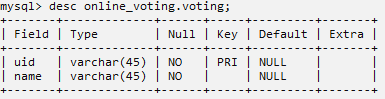 mysql> desc online_voting.voting;
+-------+-------------+------+-----+---------+-------+
| Field | Type        | Null | Key | Default | Extra |
+-------+-------------+------+-----+---------+-------+
| uid   | varchar(45) | NO   | PRI | NULL    |       |
| name  | varchar(45) | NO   |     | NULL    |       |
+-------+-------------+------+-----+---------+-------+